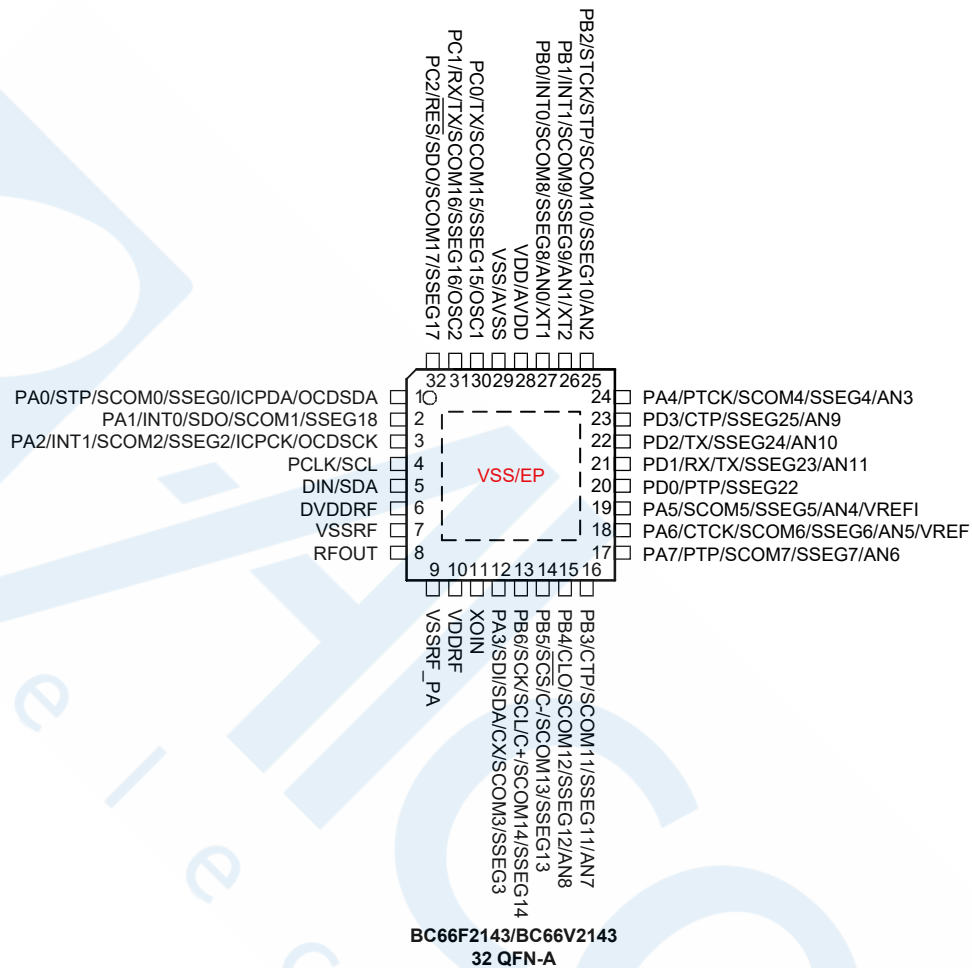 PC2/RES/SDO/SCOM17/SSEG17
PC1/RX/TX/SCOM16/SSEG16/OSC2
PC0/TX/SCOM15/SSEG15/OSC1
VSS/AVSS
VDD/AVDD
PB0/INT0/SCOM8/SSEG8/AN0/XT1
PB1/INT1/SCOM9/SSEG9/AN1/XT2
PB2/STCK/STP/SCOM10/SSEG10/AN2
32 31 30 29 28 27 26 25
PA0/STP/SCOM0/SSEG0/ICPDA/OCDSDA 1
PA1/INT0/SDO/SCOM1/SSEG18 2
PA2/INT1/SCOM2/SSEG2/ICPCK/OCDSCK 3
PCLK/SCL 4
DIN/SDA 5
DVDDRF 6
VSSRF 7
RFOUT 8
VSS/EP
24 PA4/PTCK/SCOM4/SSEG4/AN3
23 PD3/CTP/SSEG25/AN9
22 PD2/TX/SSEG24/AN10
21 PD1/RX/TX/SSEG23/AN11
20 PD0/PTP/SSEG22
19 PA5/SCOM5/SSEG5/AN4/VREFI
18 PA6/CTCK/SCOM6/SSEG6/AN5/VREF
17 PA7/PTP/SCOM7/SSEG7/AN6
9 10 11 12 13 14 15 16
VSSRF_PA
VDDRF
XOIN
PA3/SDI/SDA/CX/SCOM3/SSEG3
PB6/SCK/SCL/C+/SCOM14/SSEG14
PB5/SCS/C-/SCOM13/SSEG13
PB4/CLO/SCOM12/SSEG12/AN8
PB3/CTP/SCOM11/SSEG11/AN7
BC66F2143/BC66V2143
32 QFN-A